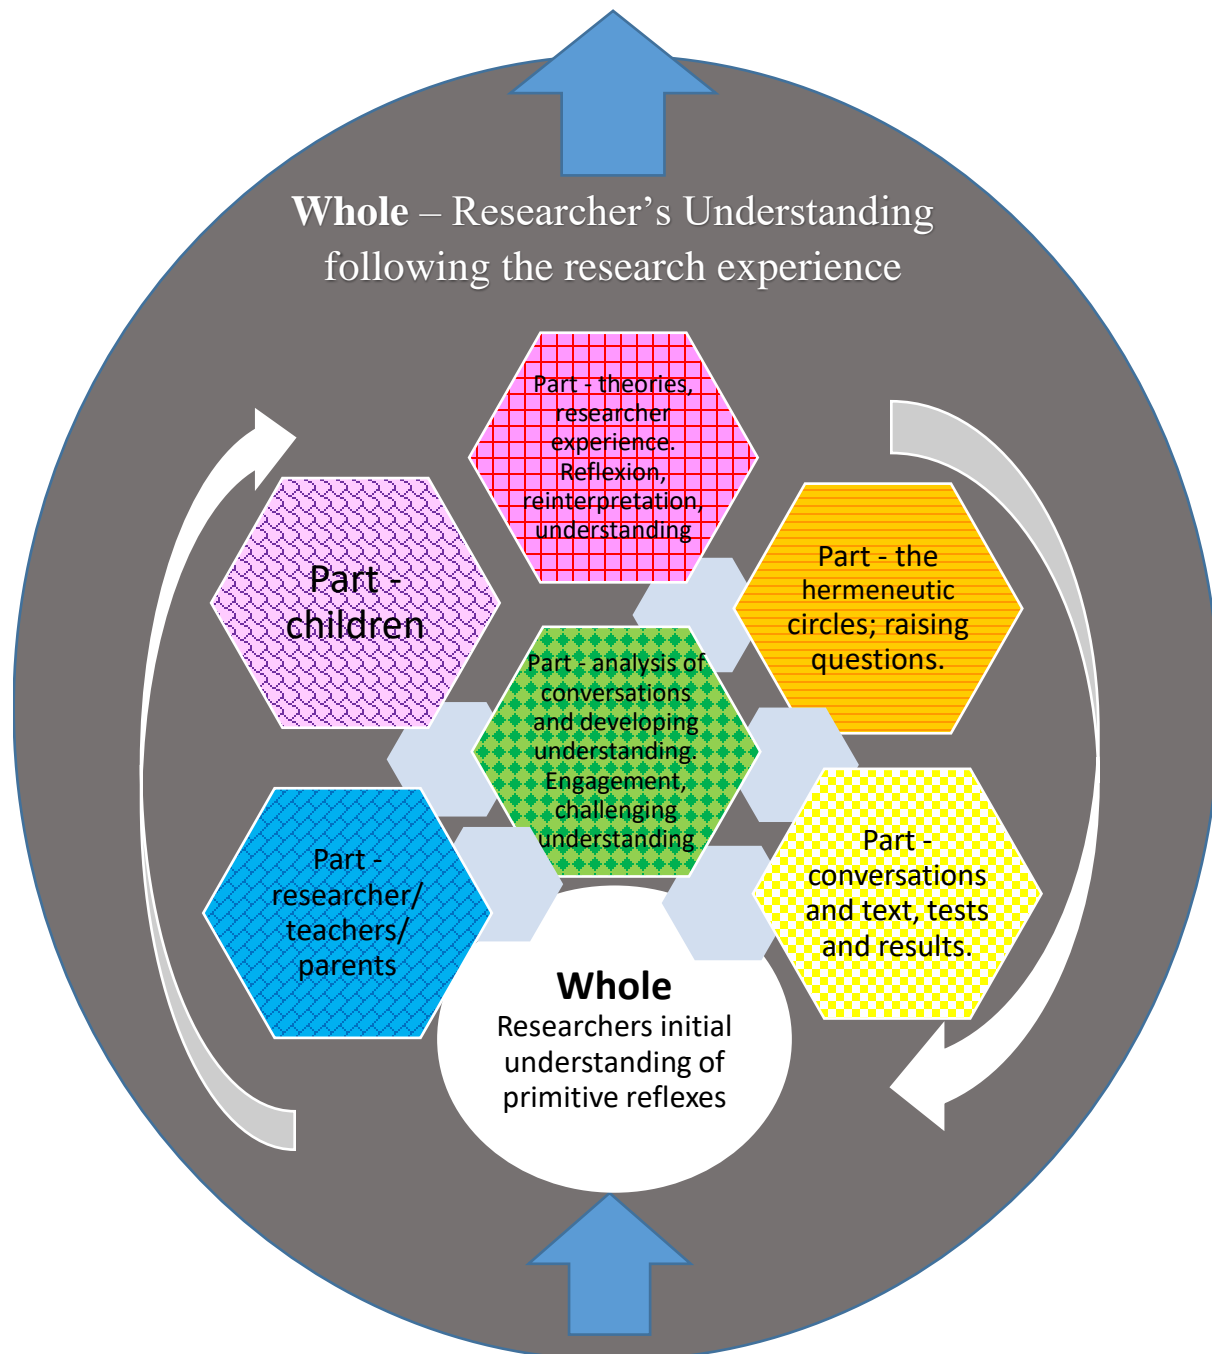 Whole – Researcher's Understanding
following the research experience
Part - theories,
researcher
experience.
Reflexion,
reinterpretation,
understanding
Part -
children
Part - the
hermeneutic
circles; raising
questions.
Part - analysis of
conversations
and developing
understanding.
Engagement,
challenging
understanding
Part -
researcher/
teachers/
parents
Part -
conversations
and text, tests
and results.
Whole
Researchers initial
understanding of
primitive reflexes